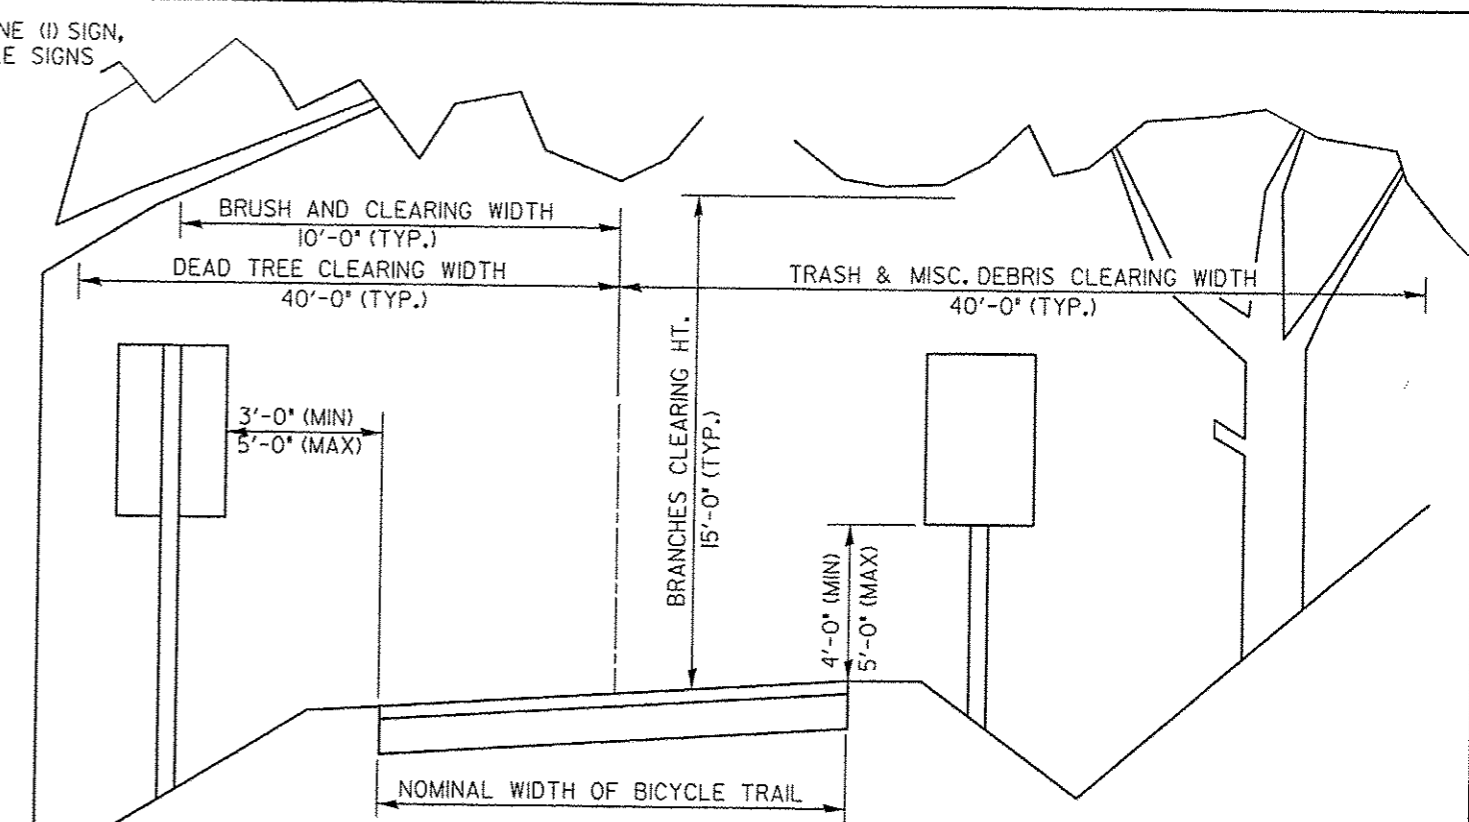 NE (1) SIGN,
E SIGNS
BRUSH AND CLEARING WIDTH
10'-0" (TYP.)
DEAD TREE CLEARING WIDTH
40'-0" (TYP.)
TRASH & MISC. DEBRIS CLEARING WIDTH
40'-0" (TYP.)
3'-0" (MIN)
5'-0" (MAX)
BRANCHES CLEARING HT.
15'-0" (TYP.)
4'-0" (MIN)
5'-0" (MAX)
NOMINAL WIDTH OF BICYCLE TRAIL